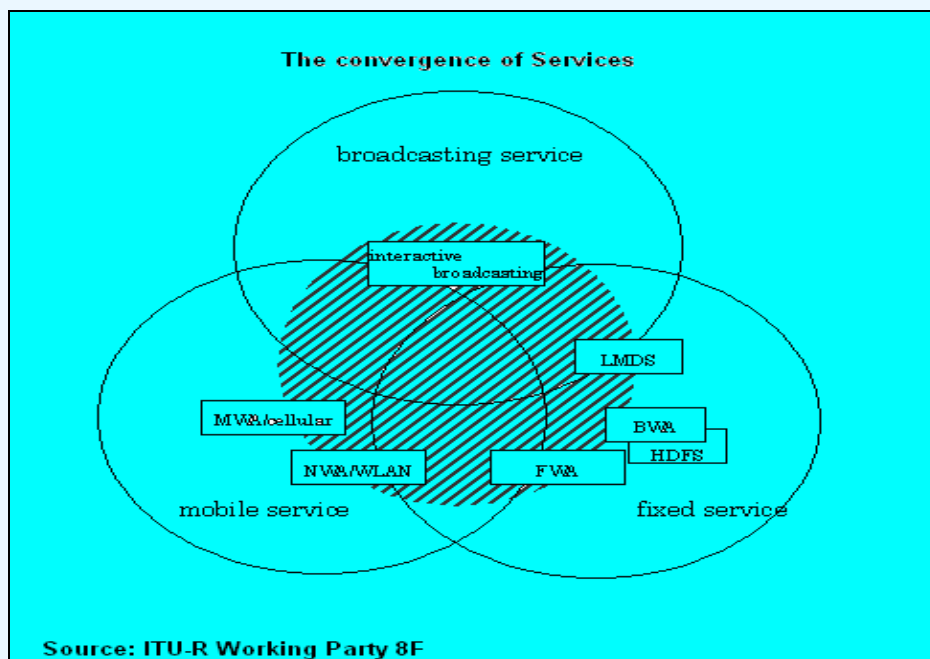 The convergence of Services
broadcasting service
interactive
broadcasting
LMDS
MWA/cellular
BWA
HDFS
NWA/WLAN
FWA
mobile service
fixed service
Source: ITU-R Working Party 8F